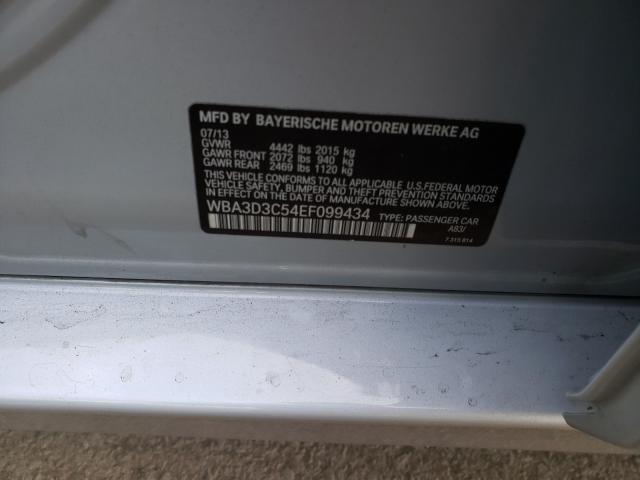 MFD BY BAYERISCHE MOTOREN WERKE AG
07/13
GVWR 4442 lbs 2015 kg
GAWR FRONT 2072 lbs 940 kg
GAWR REAR 2469 lbs 1120 kg
THIS VEHICLE CONFORMS TO ALL APPLICABLE U.S.FEDERAL MOTOR
VEHICLE SAFETY, BUMPER, AND THEFT PREVENTION STANDARDS
IN EFFECT ON THE DATE OF MANUFACTURE SHOWN ABOVE.
WBA3D3C54EF099434 TYPE: PASSENGER CAR
A83/
7 315 814